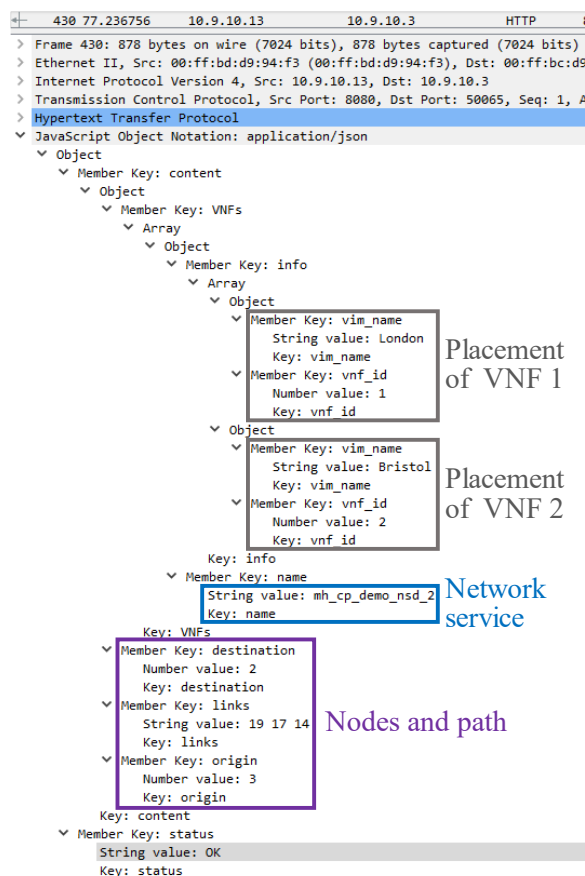 430 77.236756 10.9.10.13 10.9.10.3 HTTP
Frame 430: 878 bytes on wire (7024 bits), 878 bytes captured (7024 bits)
Ethernet II, Src: 00:ff:bd:d9:94:f3 (00:ff:bd:d9:94:f3), Dst: 00:ff:bc:d9
Internet Protocol Version 4, Src: 10.9.10.13, Dst: 10.9.10.3
Transmission Control Protocol, Src Port: 8080, Dst Port: 50065, Seq: 1, A
Hypertext Transfer Protocol
JavaScript Object Notation: application/json
Object
Member Key: content
Object
Member Key: VNFs
Array
Object
Member Key: info
Array
Object
Member Key: vim_name
String value: London
Key: vim_name
Member Key: vnf_id
Number value: 1
Key: vnf_id
Placement
of VNF 1
Object
Member Key: vim_name
String value: Bristol
Key: vim_name
Member Key: vnf_id
Number value: 2
Key: vnf_id
Placement
of VNF 2
Key: info
Member Key: name
String value: mh_cp_demo_nsd_2
Key: name
Network
service
Key: VNFs
Member Key: destination
Number value: 2
Key: destination
Member Key: links
String value: 19 17 14
Key: links
Member Key: origin
Number value: 3
Key: origin
Nodes and path
Key: content
Member Key: status
String value: OK
Key: status